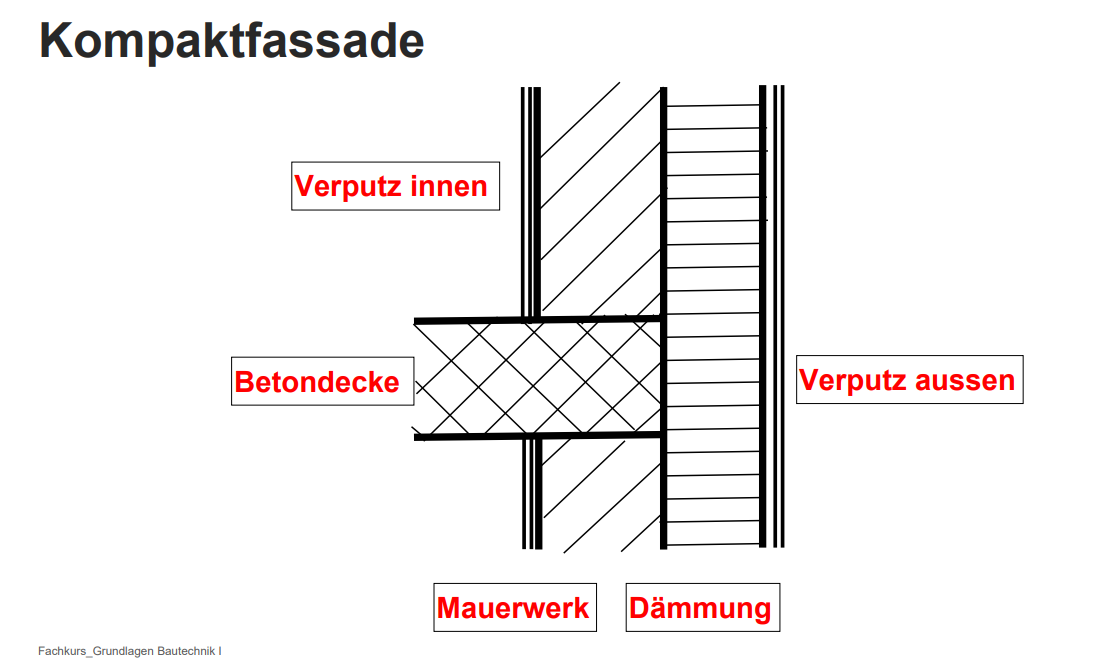 Kompaktfassade
Verputz innen
Betondecke
Verputz aussen
Mauerwerk
Dämmung
Fachkurs_Grundlagen Bautechnik I